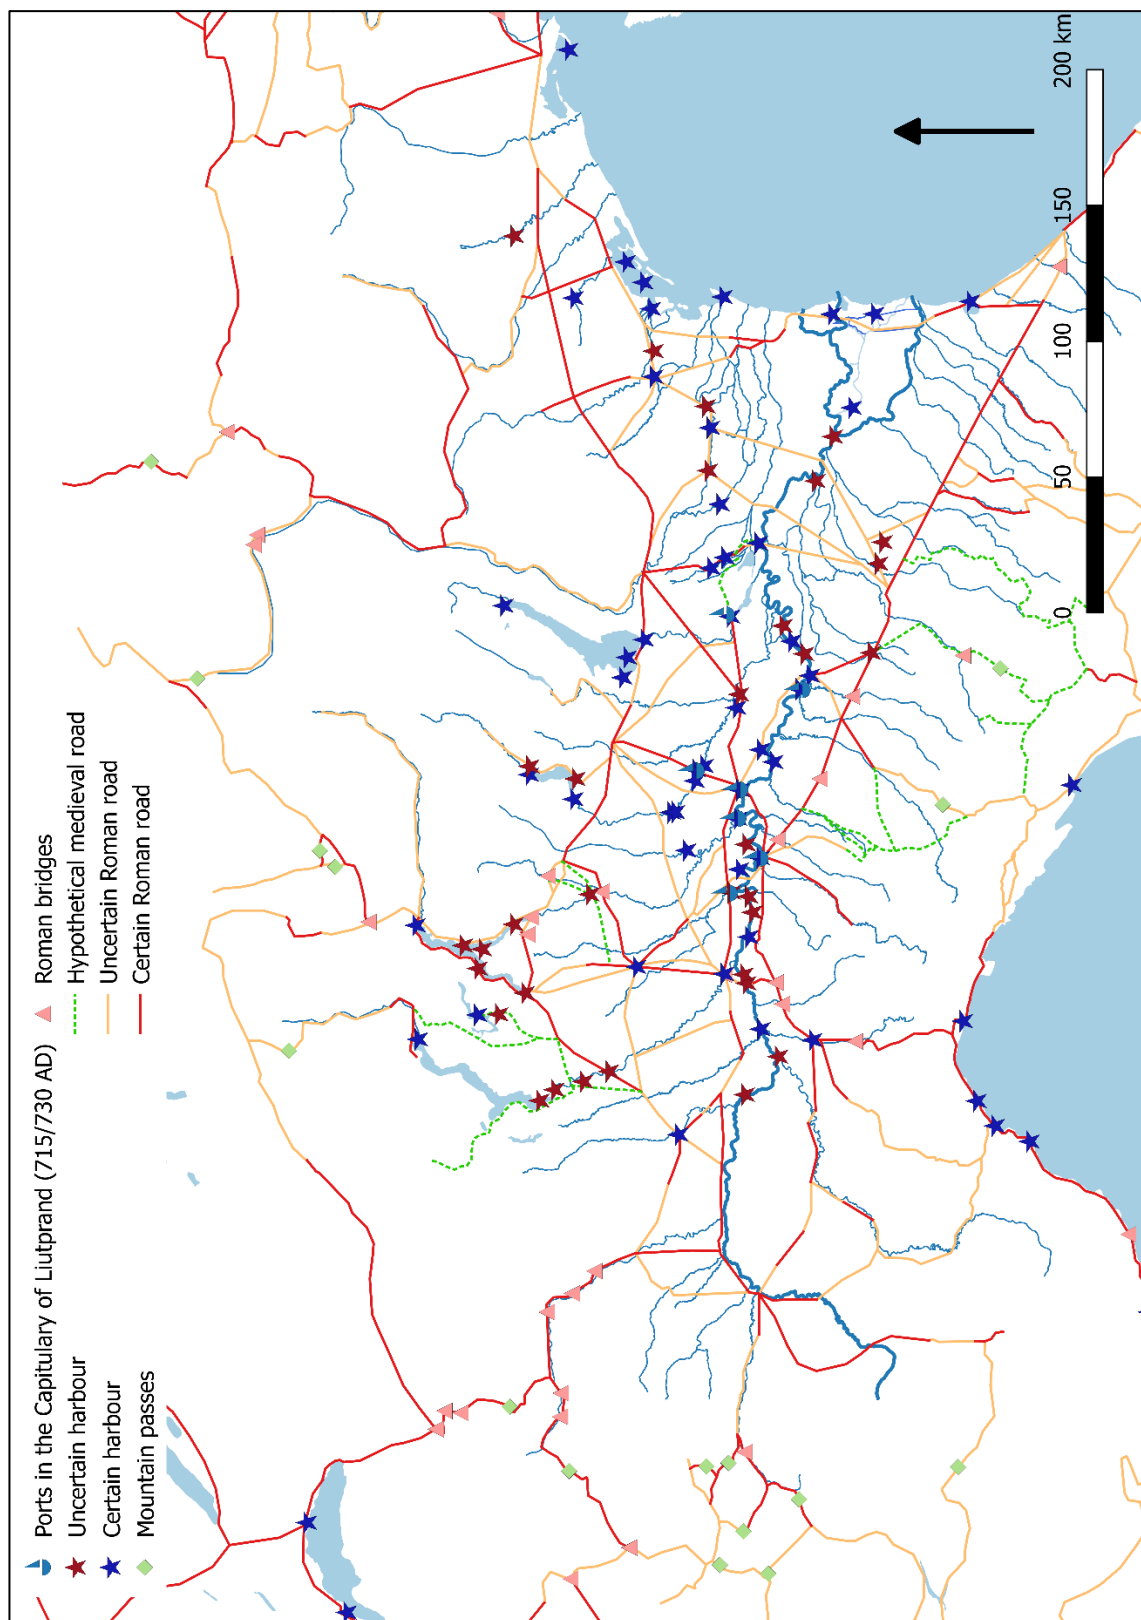 Ports in the Capitulary of Liutprand (715/730 AD)
Uncertain harbour
Certain harbour
Mountain passes
Roman bridges
Hypothetical medieval road
Uncertain Roman road
Certain Roman road
0 50 100 150 200 km